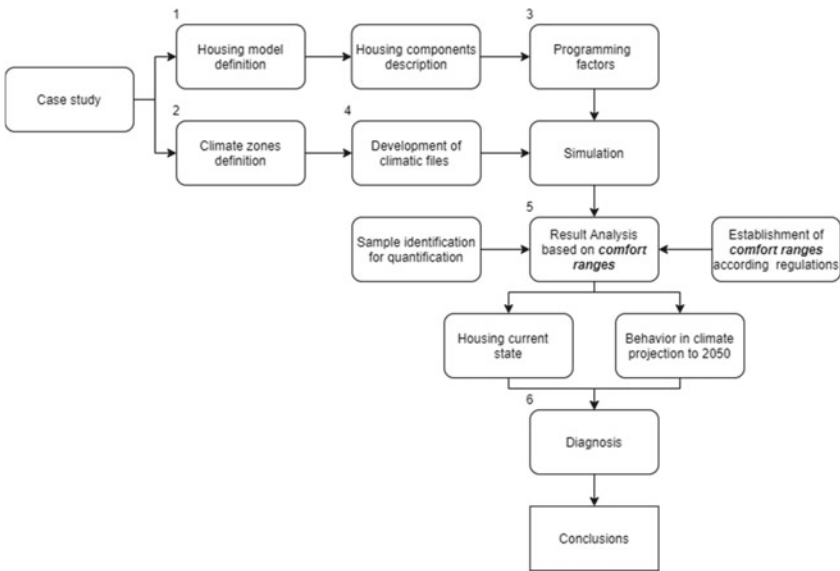 1
Housing model
definition
Housing components
description
3
Programming
factors
Case study
2
Climate zones
definition
4
Development of
climatic files
Simulation
5
Sample identification
for quantification
Result Analysis
based on comfort
ranges
Establishment of
comfort ranges
according regulations
Housing current
state
Behavior in climate
projection to 2050
6
Diagnosis
Conclusions